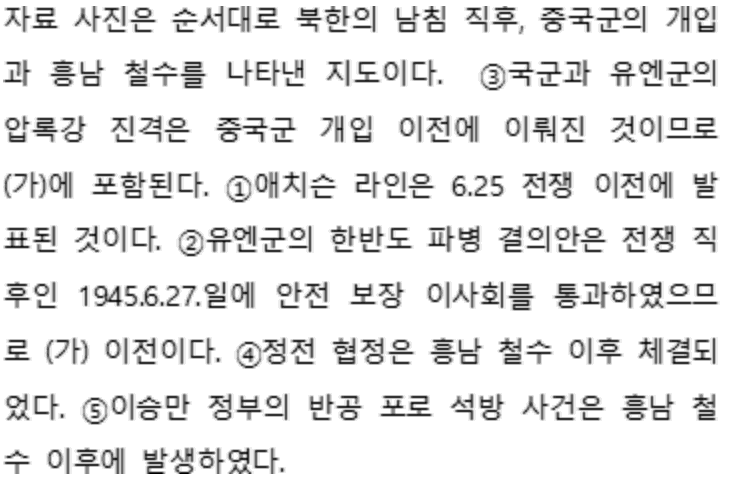 자료 사진은 순서대로 북한의 남침 직후, 중국군의 개입
과 흥남 철수를 나타낸 지도이다. ③국군과 유엔군의
압록강 진격은 중국군 개입 이전에 이뤄진 것이므로
(가)에 포함된다. ①애치슨 라인은 6.25 전쟁 이전에 발
표된 것이다. ②유엔군의 한반도 파병 결의안은 전쟁 직
후인 1945.6.27.일에 안전 보장 이사회를 통과하였으므
로 (가) 이전이다. ④정전 협정은 흥남 철수 이후 체결되
었다. ⑤이승만 정부의 반공 포로 석방 사건은 흥남 철
수 이후에 발생하였다.